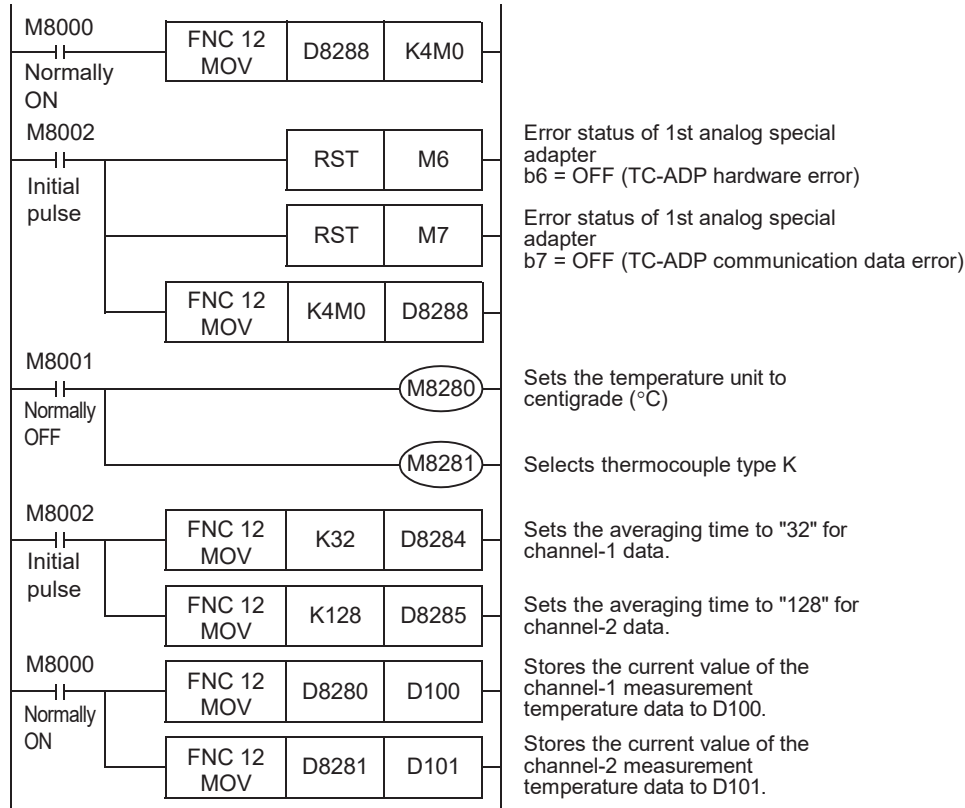 M8000
FNC 12
MOV
D8288
K4M0
Normally
ON
M8002
RST
M6
Error status of 1st analog special
adapter
b6 = OFF (TC-ADP hardware error)
Initial
pulse
RST
M7
Error status of 1st analog special
adapter
b7 = OFF (TC-ADP communication data error)
FNC 12
MOV
K4M0
D8288
M8001
M8280
Sets the temperature unit to
centigrade (°C)
Normally
OFF
M8281
Selects thermocouple type K
M8002
FNC 12
MOV
K32
D8284
Sets the averaging time to "32" for
channel-1 data.
Initial
pulse
FNC 12
MOV
K128
D8285
Sets the averaging time to "128" for
channel-2 data.
M8000
FNC 12
MOV
D8280
D100
Stores the current value of the
channel-1 measurement
temperature data to D100.
Normally
ON
FNC 12
MOV
D8281
D101
Stores the current value of the
channel-2 measurement
temperature data to D101.